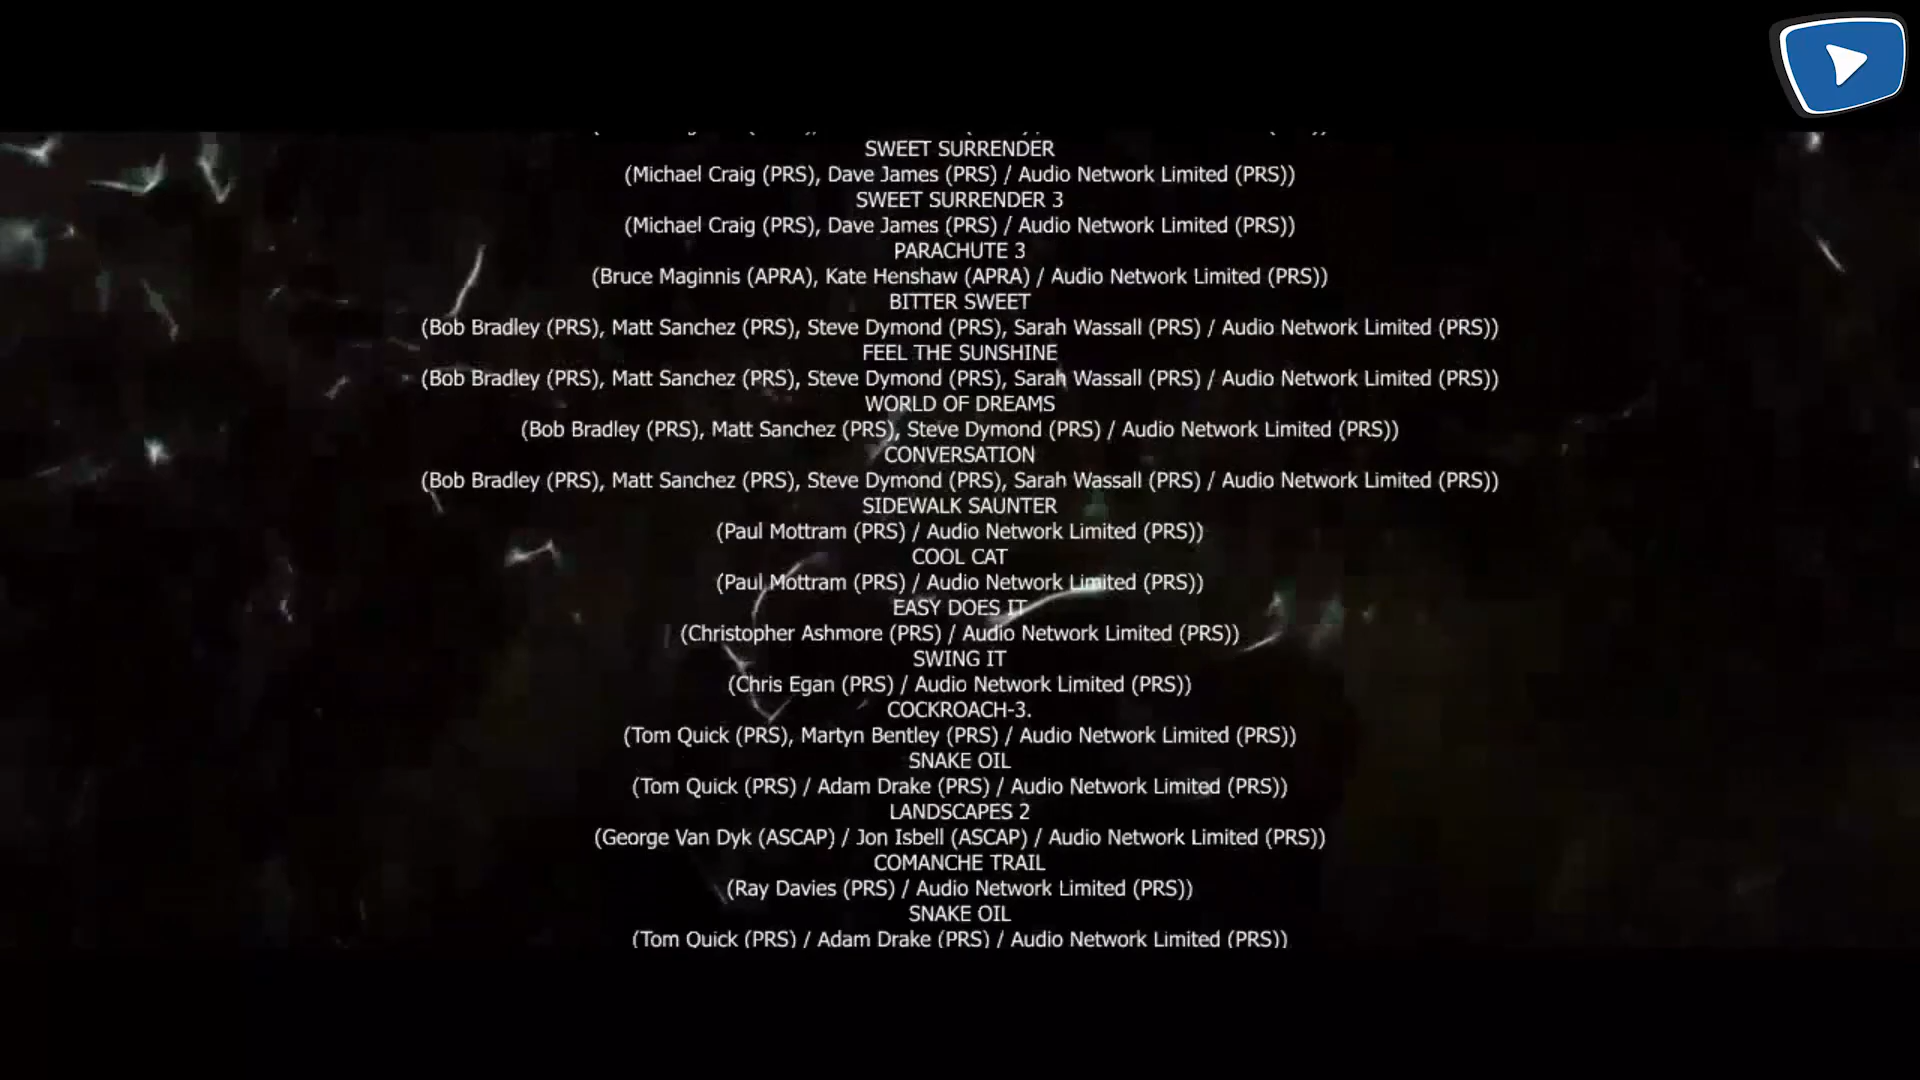 SWEET SURRENDER
(Michael Craig (PRS), Dave James (PRS) / Audio Network Limited (PRS))
SWEET SURRENDER 3
(Michael Craig (PRS), Dave James (PRS) / Audio Network Limited (PRS))
PARACHUTE 3
(Bruce Maginnis (APRA), Kate Henshaw (APRA) / Audio Network Limited (PRS))
BITTER SWEET
(Bob Bradley (PRS), Matt Sanchez (PRS), Steve Dymond (PRS), Sarah Wassall (PRS) / Audio Network Limited (PRS))
FEEL THE SUNSHINE
(Bob Bradley (PRS), Matt Sanchez (PRS), Steve Dymond (PRS), Sarah Wassall (PRS) / Audio Network Limited (PRS))
WORLD OF DREAMS
(Bob Bradley (PRS), Matt Sanchez (PRS), Steve Dymond (PRS) / Audio Network Limited (PRS))
CONVERSATION
(Bob Bradley (PRS), Matt Sanchez (PRS), Steve Dymond (PRS), Sarah Wassall (PRS) / Audio Network Limited (PRS))
SIDEWALK SAUNTER
(Paul Mottram (PRS) / Audio Network Limited (PRS))
COOL CAT
(Paul Mottram (PRS) / Audio Network Limited (PRS))
EASY DOES IT
(Christopher Ashmore (PRS) / Audio Network Limited (PRS))
SWING IT
(Chris Egan (PRS) / Audio Network Limited (PRS))
COCKROACH-3.
(Tom Quick (PRS), Martyn Bentley (PRS) / Audio Network Limited (PRS))
SNAKE OIL
(Tom Quick (PRS) / Adam Drake (PRS) / Audio Network Limited (PRS))
LANDSCAPES 2
(George Van Dyk (ASCAP) / Jon Isbell (ASCAP) / Audio Network Limited (PRS))
COMANCHE TRAIL
(Ray Davies (PRS) / Audio Network Limited (PRS))
SNAKE OIL
(Tom Quick (PRS) / Adam Drake (PRS) / Audio Network Limited (PRS))